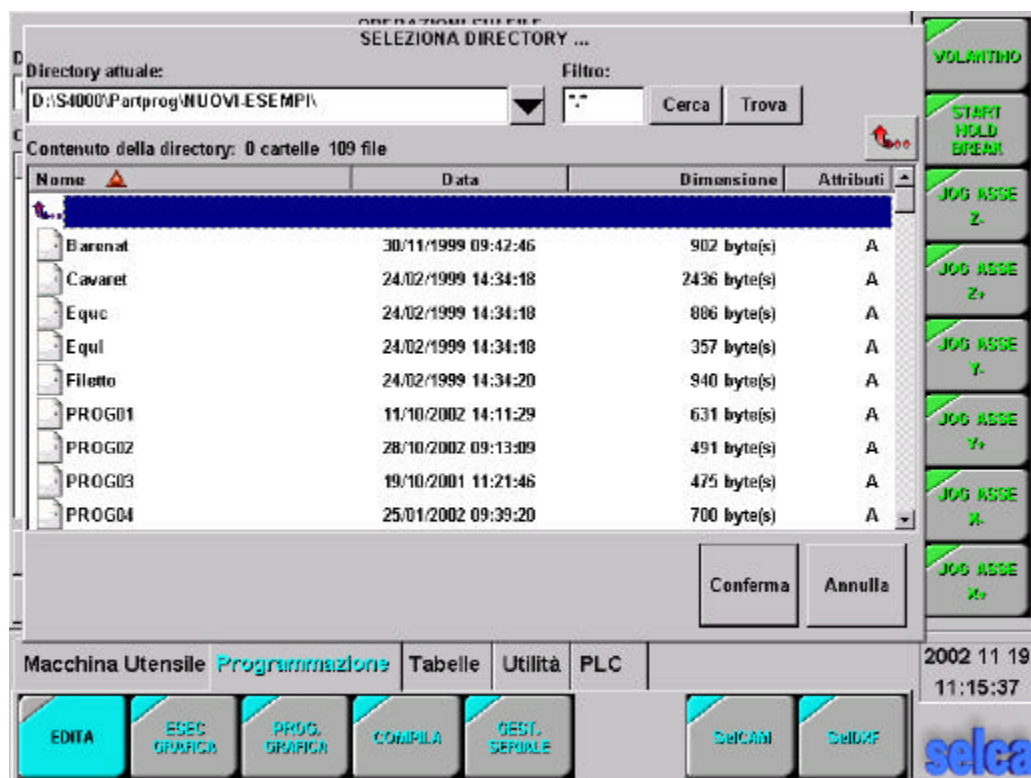 OPERAZIONI SUI FILE
SELEZIONA DIRECTORY ...
Directory attuale:
Filtro:
D:\S4000\Partprog\NUOVI-ESEMPI\
*.*
Cerca
Trova
Contenuto della directory: 0 cartelle 109 file
Nome Data Dimensione Attributi
Barenat 30/11/1999 09:42:46 902 byte(s) A
Cavaret 24/02/1999 14:34:18 2436 byte(s) A
Equc 24/02/1999 14:34:18 886 byte(s) A
Equl 24/02/1999 14:34:18 357 byte(s) A
Filetto 24/02/1999 14:34:20 940 byte(s) A
PROG01 11/10/2002 14:11:29 631 byte(s) A
PROG02 28/10/2002 09:13:09 491 byte(s) A
PROG03 19/10/2001 11:21:46 475 byte(s) A
PROG04 25/01/2002 09:39:20 700 byte(s) A
Conferma
Annulla
VOLANTINO
START
HOLD
BREAK
JOG ASSE
Z-
JOG ASSE
Z+
JOG ASSE
Y-
JOG ASSE
Y+
JOG ASSE
X-
JOG ASSE
X+
Macchina Utensile Programmazione Tabelle Utilità PLC
2002 11 19
11:15:37
EDITA
ESEC
GRAFICA
PROG.
GRAFICA
COMPILA
GEST.
SERIALE
SelCAM
SelDXF
selca